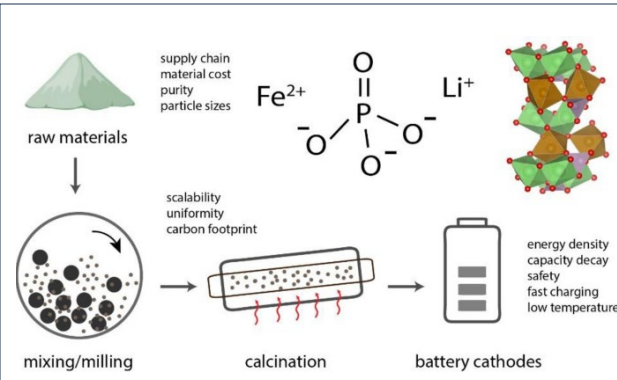 supply chain
material cost
purity
particle sizes
raw materials
Fe²⁺
O
P
⁻O
O⁻
O⁻
Li⁺
scalability
uniformity
carbon footprint
energy density
capacity decay
safety
fast charging
low temperature
mixing/milling
calcination
battery cathodes